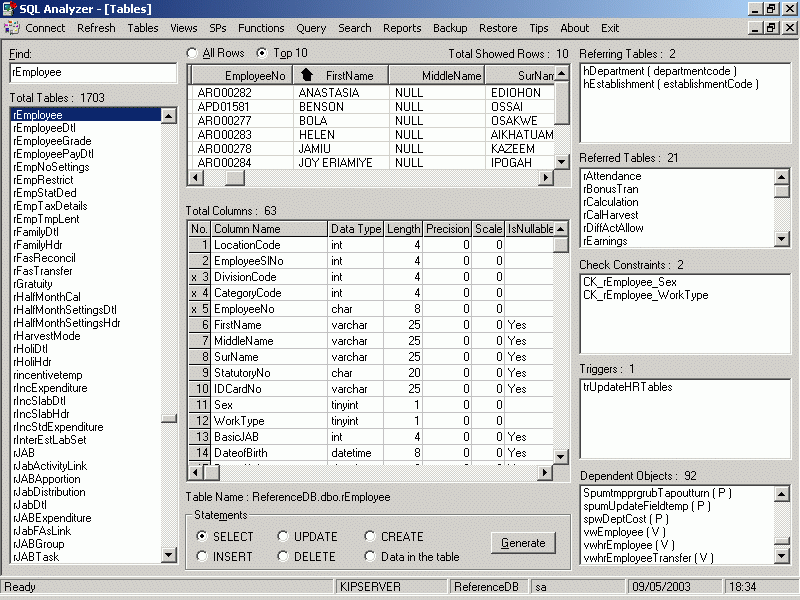 SQL Analyzer - [Tables]
Connect Refresh Tables Views SPs Functions Query Search Reports Backup Restore Tips About Exit
Find:
rEmployee
Total Tables : 1703
rEmployee
rEmployeeDtl
rEmployeeGrade
rEmployeePayDtl
rEmpNoSettings
rEmpRestrict
rEmpStatDed
rEmpTaxDetails
rEmpTmpLent
rFamilyDtl
rFamilyHdr
rFasReconcil
rFasTransfer
rGratuity
rHalfMonthCal
rHalfMonthSettingsDtl
rHalfMonthSettingsHdr
rHarvestMode
rHoliDtl
rHoliHdr
rincentivetemp
rIncExpenditure
rIncSlabDtl
rIncSlabHdr
rIncStdExpenditure
rInterEstLabSet
rJAB
rJabActivityLink
rJABApportion
rJabDistribution
rJabDtl
rJABExpenditure
rJabFAsLink
rJABGroup
rJABTask
All Rows Top 10 Total Showed Rows : 10
EmployeeNo FirstName MiddleName SurNam
ARO00282 ANASTASIA NULL EDIOHON
APD01581 BENSON NULL OSSAI
ARO00277 BOLA NULL OSAKWE
ARO00283 HELEN NULL AIKHATUAM
ARO00278 JAMIU NULL KAZEEM
ARO00284 JOY ERIAMIYE NULL IPOGAH
Total Columns : 63
No. Column Name Data Type Length Precision Scale IsNullable
1 LocationCode int 4 0 0
2 EmployeeSlNo int 4 0 0
x 3 DivisionCode int 4 0 0
x 4 CategoryCode int 4 0 0
x 5 EmployeeNo char 8 0 0
6 FirstName varchar 25 0 0 Yes
7 MiddleName varchar 25 0 0 Yes
8 SurName varchar 25 0 0 Yes
9 StatutoryNo char 20 0 0 Yes
10 IDCardNo varchar 25 0 0 Yes
11 Sex tinyint 1 0 0
12 WorkType tinyint 1 0 0
13 BasicJAB int 4 0 0 Yes
14 DateofBirth datetime 8 0 0 Yes
Table Name : ReferenceDB.dbo.rEmployee
Statements
SELECT UPDATE CREATE
INSERT DELETE Data in the table
Generate
Referring Tables : 2
hDepartment ( departmentcode )
hEstablishment ( establishmentCode )
Referred Tables : 21
rAttendance
rBonusTran
rCalculation
rCalHarvest
rDiffActAllow
rEarnings
Check Constraints : 2
CK_rEmployee_Sex
CK_rEmployee_WorkType
Triggers : 1
trUpdateHRTables
Dependent Objects : 92
SpumtmpprgrubTapoutturn ( P )
spumUpdateFieldtemp ( P )
spwDeptCost ( P )
vwEmployee ( V )
vwhrEmployee ( V )
vwhrEmployeeTransfer ( V )
Ready KIPSERVER ReferenceDB sa 09/05/2003 18:34